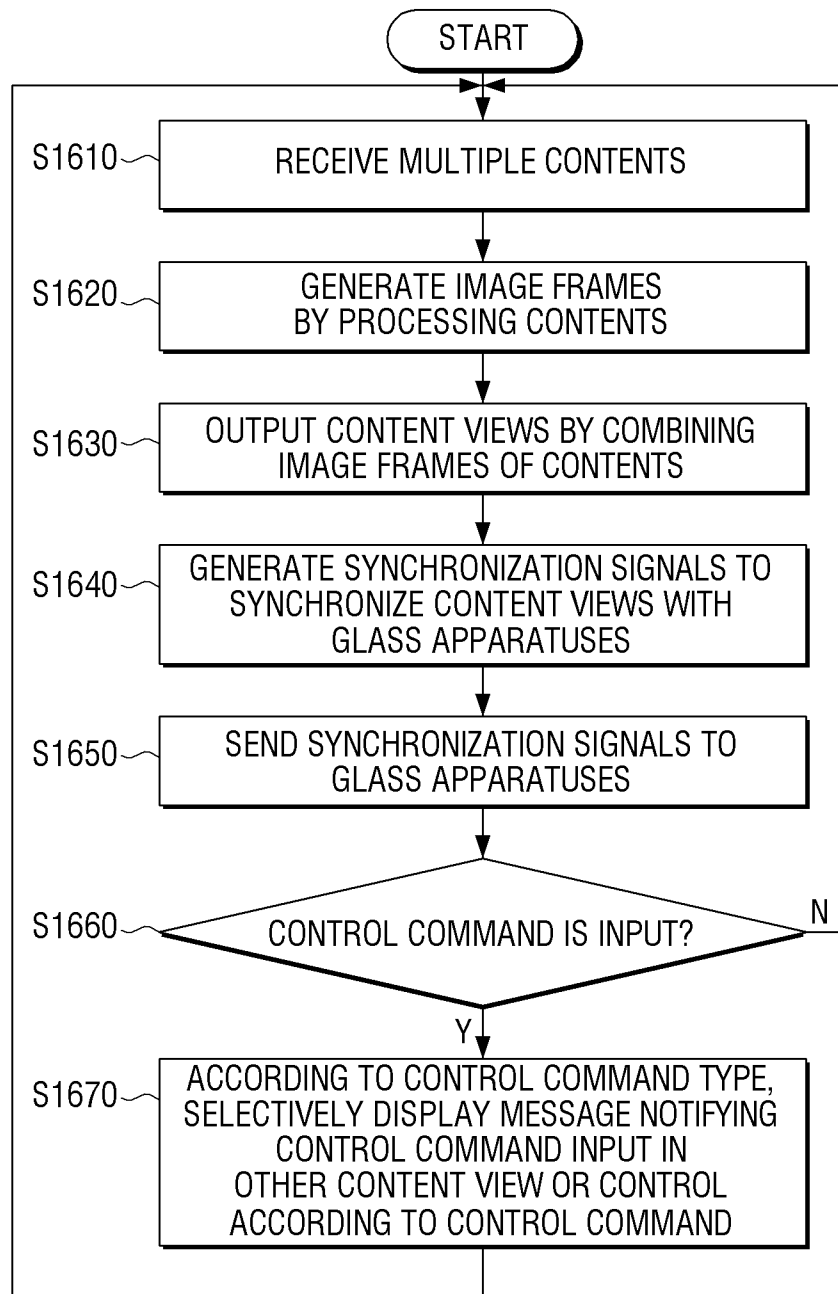 START
S1610
RECEIVE MULTIPLE CONTENTS
S1620
GENERATE IMAGE FRAMES
BY PROCESSING CONTENTS
S1630
OUTPUT CONTENT VIEWS BY COMBINING
IMAGE FRAMES OF CONTENTS
S1640
GENERATE SYNCHRONIZATION SIGNALS TO
SYNCHRONIZE CONTENT VIEWS WITH
GLASS APPARATUSES
S1650
SEND SYNCHRONIZATION SIGNALS TO
GLASS APPARATUSES
S1660
CONTROL COMMAND IS INPUT?
N
Y
S1670
ACCORDING TO CONTROL COMMAND TYPE,
SELECTIVELY DISPLAY MESSAGE NOTIFYING
CONTROL COMMAND INPUT IN
OTHER CONTENT VIEW OR CONTROL
ACCORDING TO CONTROL COMMAND